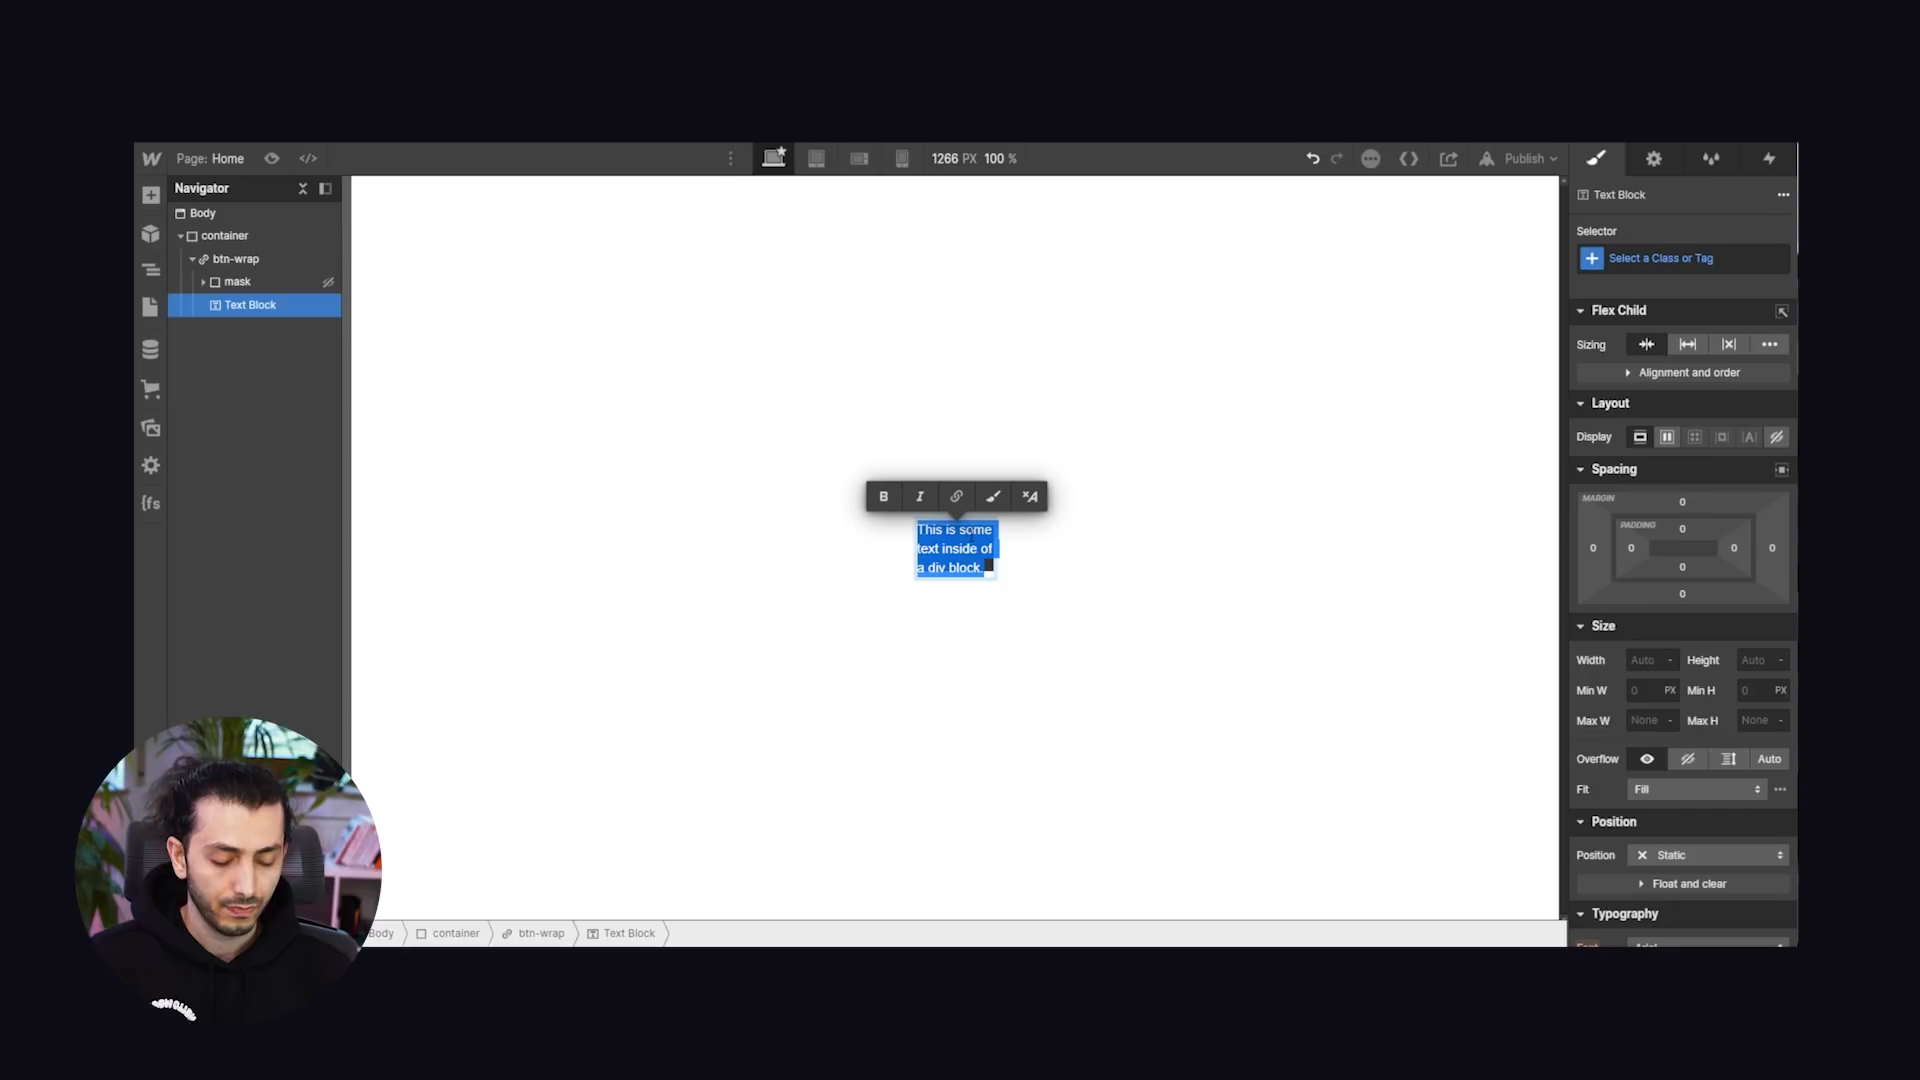 Page: Home
1266 PX 100 %
Publish
Navigator
Body
container
btn-wrap
mask
Text Block
{fs
B I
This is some
text inside of
a div block.
Text Block
Selector
Select a Class or Tag
Flex Child
Sizing
Alignment and order
Layout
Display
Spacing
MARGIN
0
PADDING
0
0 0 0 0
0
0
Size
Width Auto - Height Auto -
Min W 0 PX Min H 0 PX
Max W None - Max H None -
Overflow Auto
Fit Fill
Position
Position Static
Float and clear
Typography
Body container btn-wrap Text Block